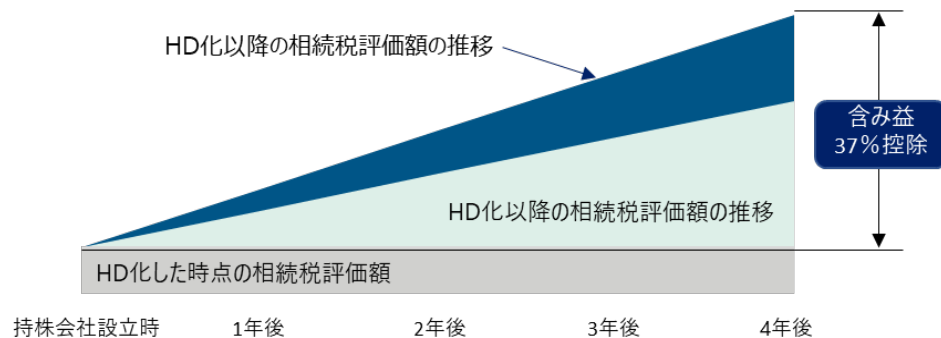 HD化以降の相続税評価額の推移
含み益
37%控除
HD化以降の相続税評価額の推移
HD化した時点の相続税評価額
持株会社設立時 1年後 2年後 3年後 4年後